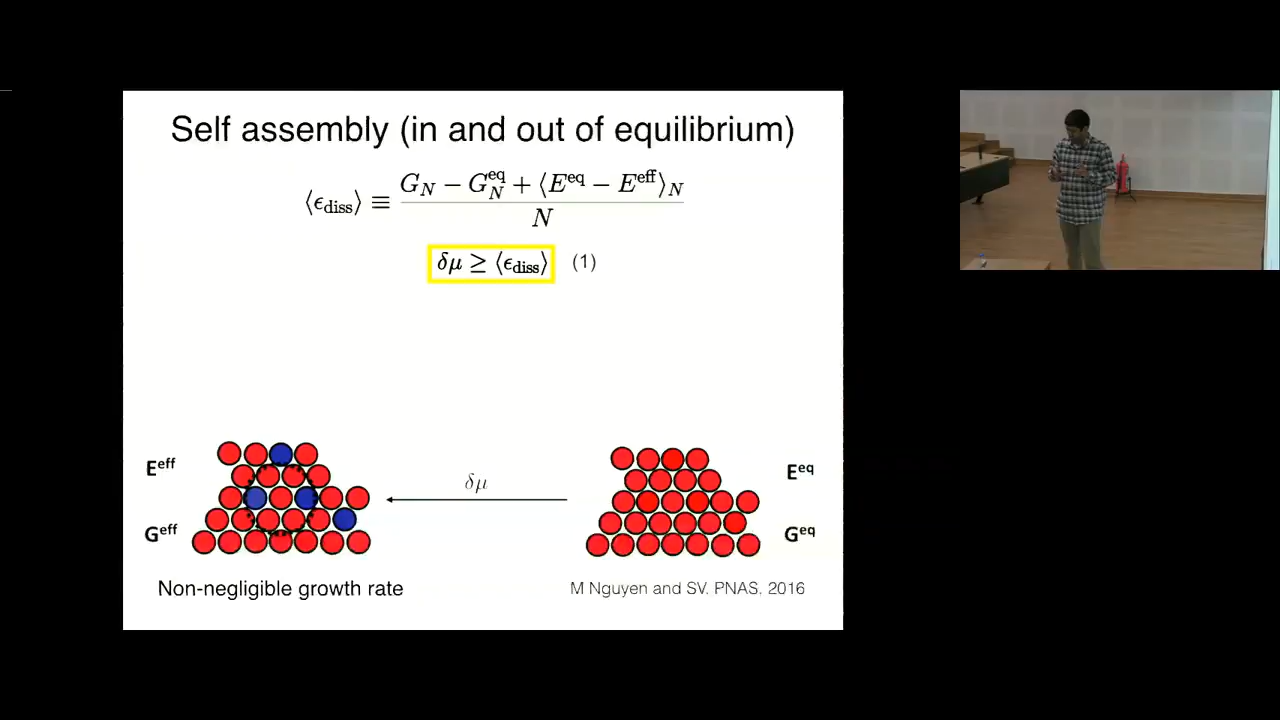 Self assembly (in and out of equilibrium)
⟨ϵ_diss⟩ ≡ (G_N − G_N^eq + ⟨E^eq − E^eff⟩_N) / N
δμ ≥ ⟨ϵ_diss⟩ (1)
E^eff
δμ
E^eq
G^eff
G^eq
Non-negligible growth rate
M Nguyen and SV. PNAS. 2016